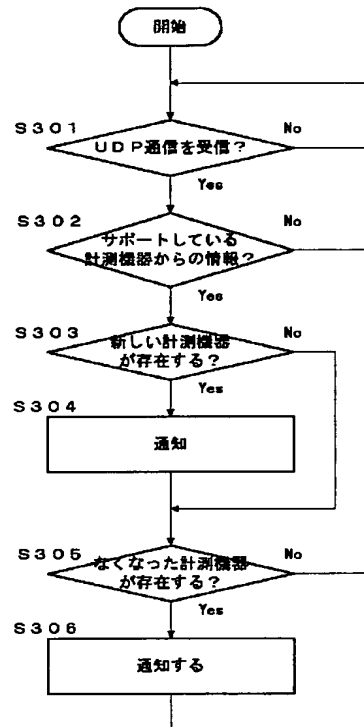 開始
S301
UDP通信を受信？
No
Yes
S302
サポートしている
計測機器からの情報？
No
Yes
S303
新しい計測機器
が存在する？
No
Yes
S304
通知
S305
なくなった計測機器
が存在する？
No
Yes
S306
通知する